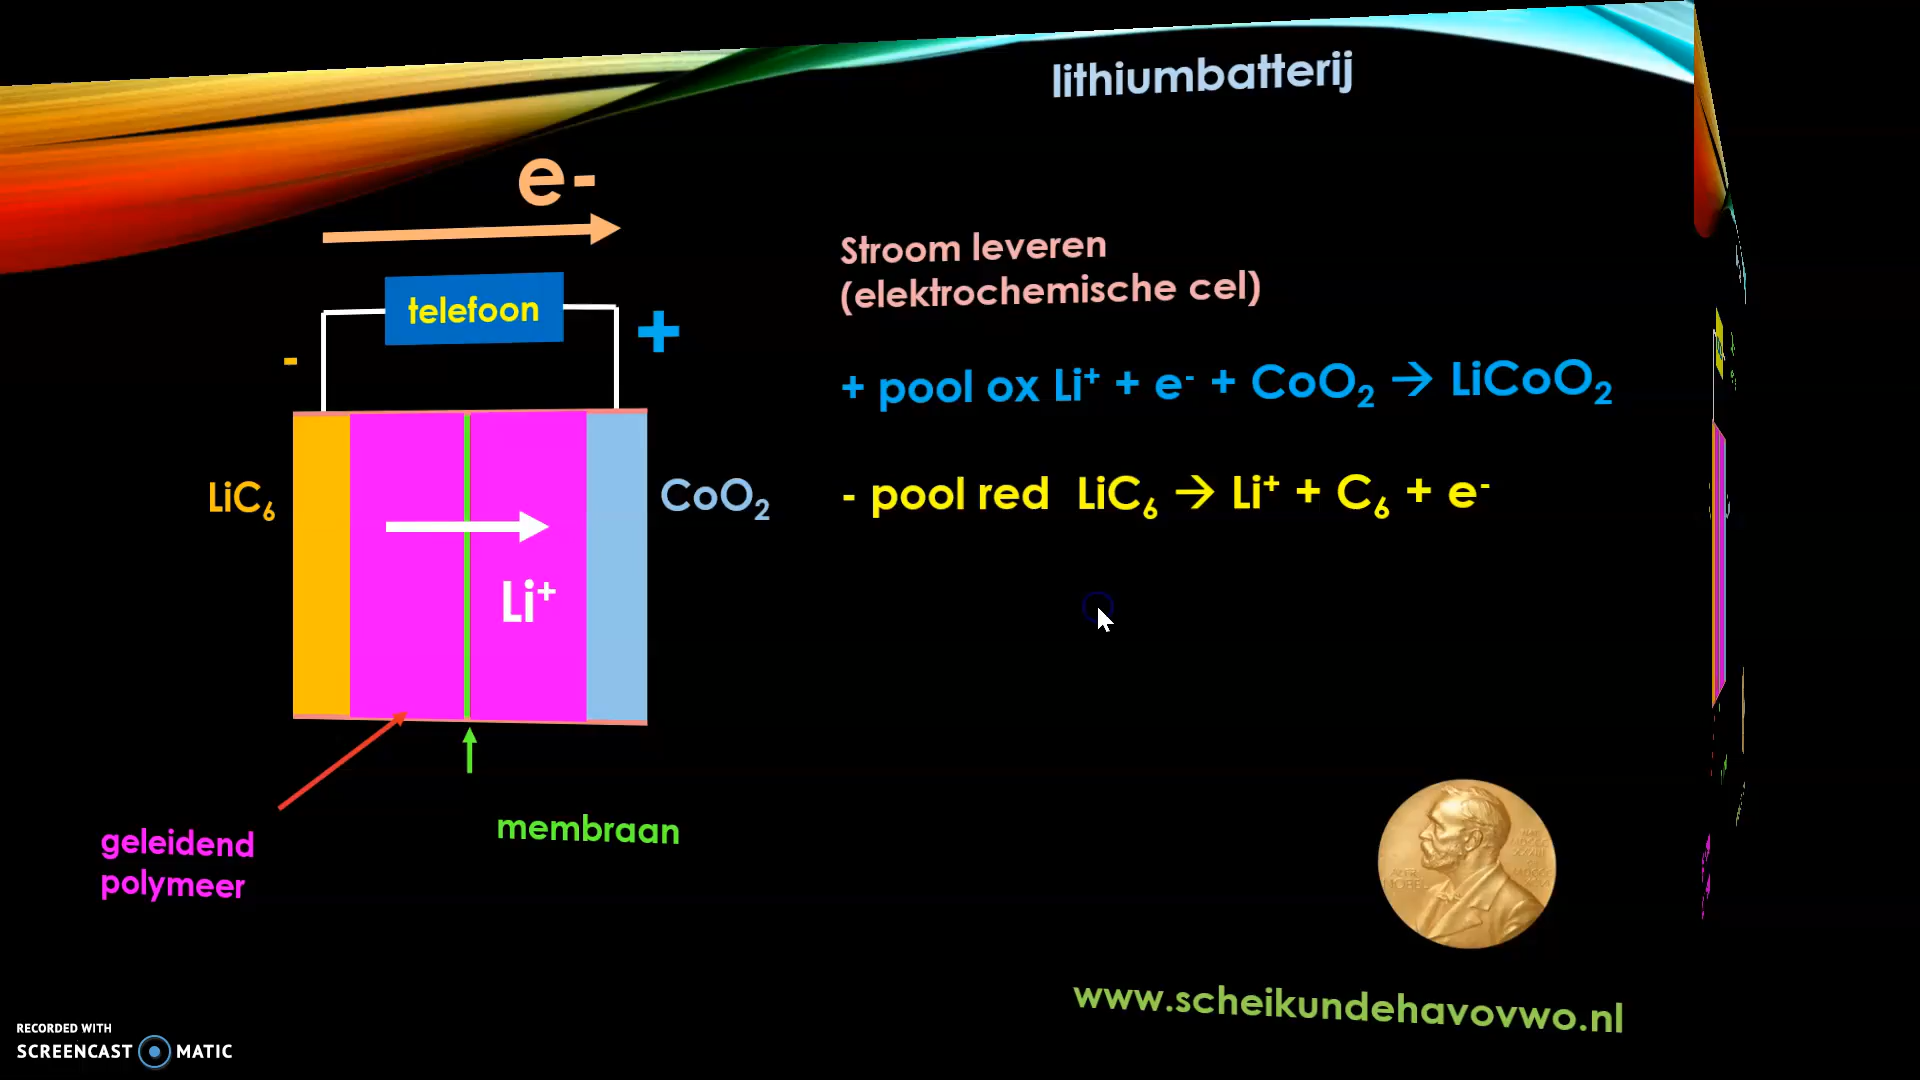 lithiumbatterij
e-
telefoon
-
+
Stroom leveren
(elektrochemische cel)
+ pool ox Li⁺ + e⁻ + CoO₂ → LiCoO₂
- pool red LiC₆ → Li⁺ + C₆ + e⁻
LiC₆
CoO₂
Li⁺
geleidend
polymeer
membraan
www.scheikundehavovwo.nl
RECORDED WITH
SCREENCAST MATIC